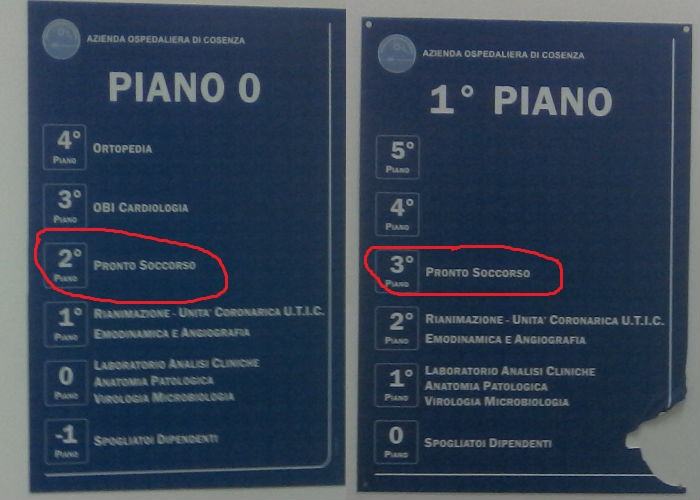 AZIENDA OSPEDALIERA DI COSENZA
PIANO 0
4° PIANO ORTOPEDIA
3° PIANO OBI CARDIOLOGIA
2° PIANO PRONTO SOCCORSO
1° PIANO RIANIMAZIONE - UNITA' CORONARICA U.T.I.C.
EMODINAMICA E ANGIOGRAFIA
0 PIANO LABORATORIO ANALISI CLINICHE
ANATOMIA PATOLOGICA
VIROLOGIA MICROBIOLOGIA
-1 PIANO SPOGLIATOI DIPENDENTI
AZIENDA OSPEDALIERA DI COSENZA
1° PIANO
5° PIANO
4° PIANO
3° PIANO PRONTO SOCCORSO
2° PIANO RIANIMAZIONE - UNITA' CORONARICA U.T.I.C.
EMODINAMICA E ANGIOGRAFIA
1° PIANO LABORATORIO ANALISI CLINICHE
ANATOMIA PATOLOGICA
VIROLOGIA MICROBIOLOGIA
0 PIANO SPOGLIATOI DIPENDENTI